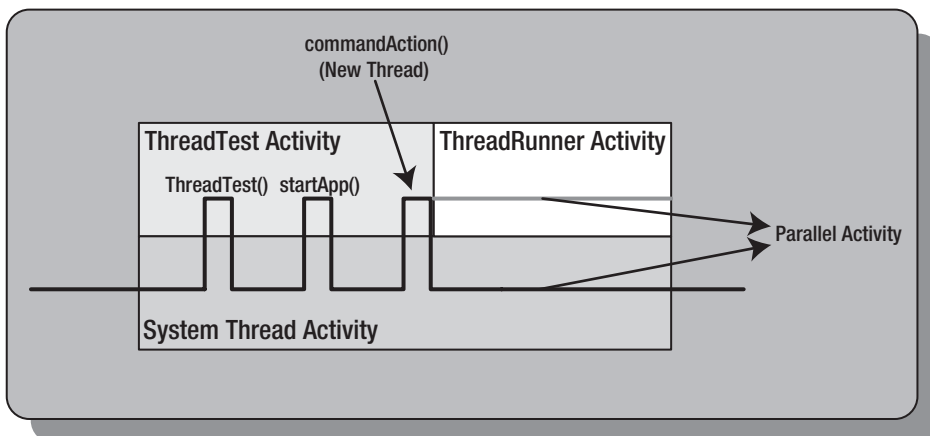 commandAction()
(New Thread)
ThreadTest Activity
ThreadRunner Activity
ThreadTest()
startApp()
Parallel Activity
System Thread Activity